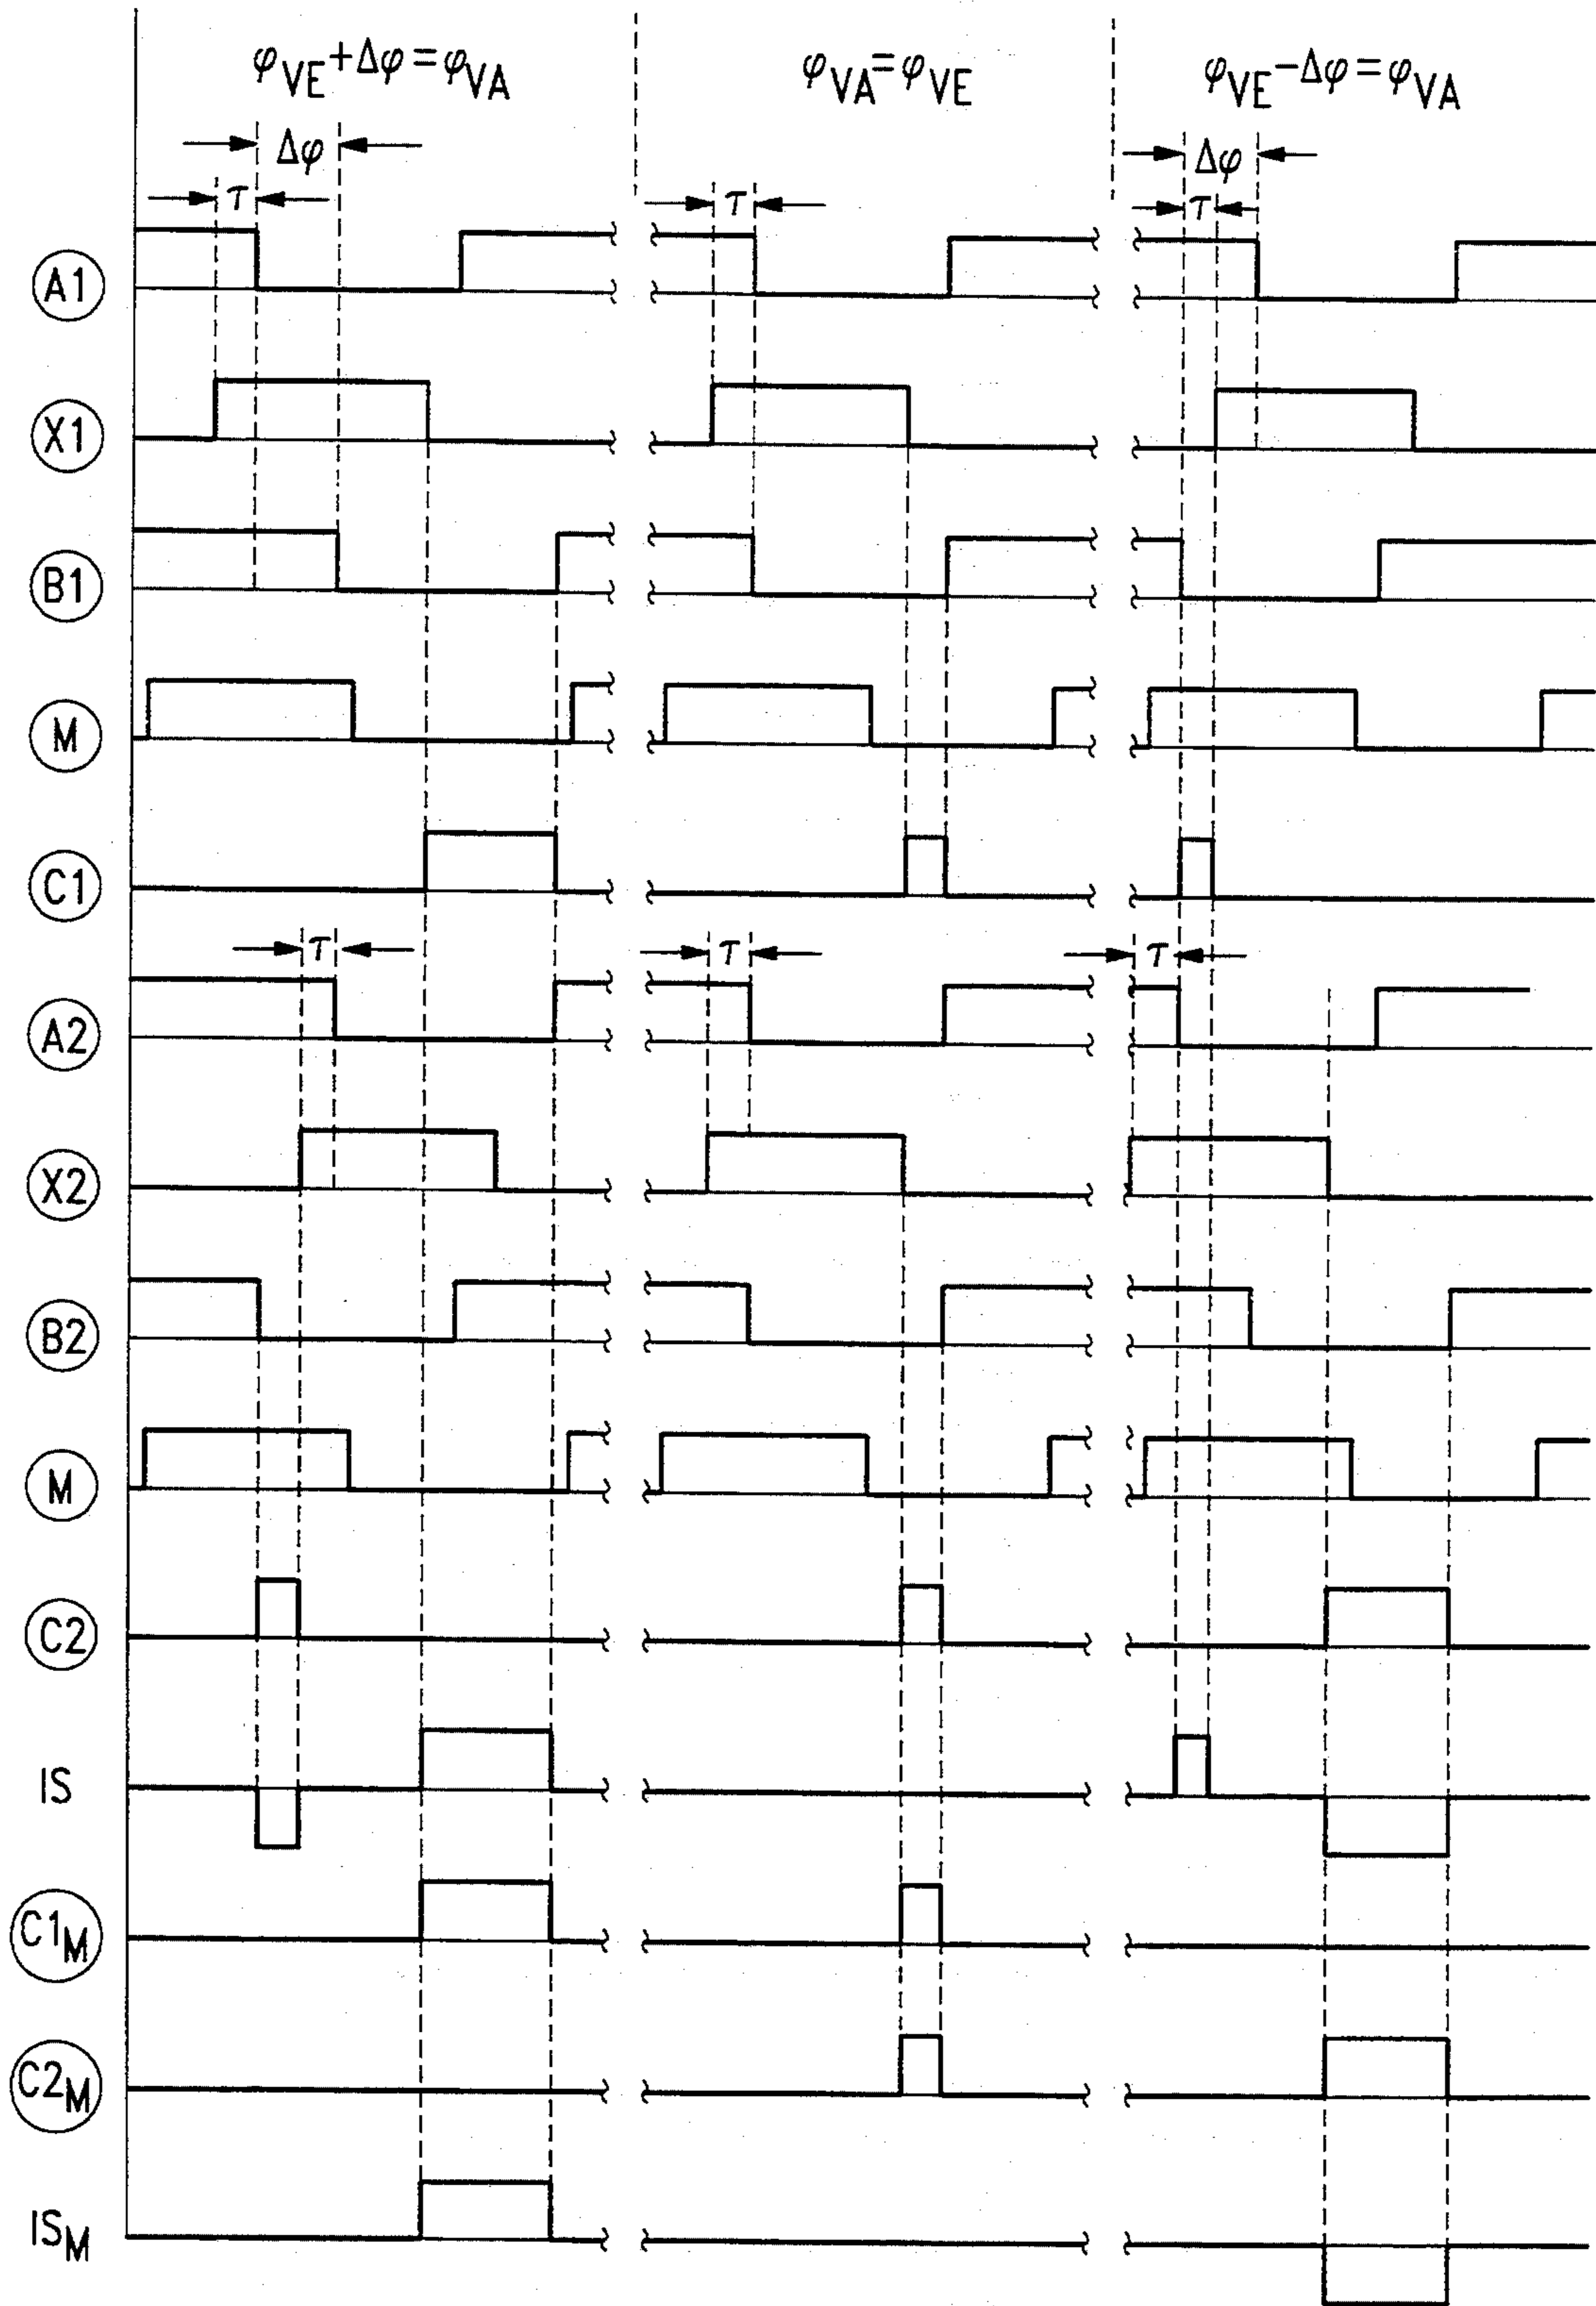 φVE+Δφ=φVA
φVA=φVE
φVE-Δφ=φVA
Δφ
Δφ
τ
τ
τ
A1
X1
B1
M
C1
τ
τ
τ
A2
X2
B2
M
C2
IS
C1M
C2M
ISM